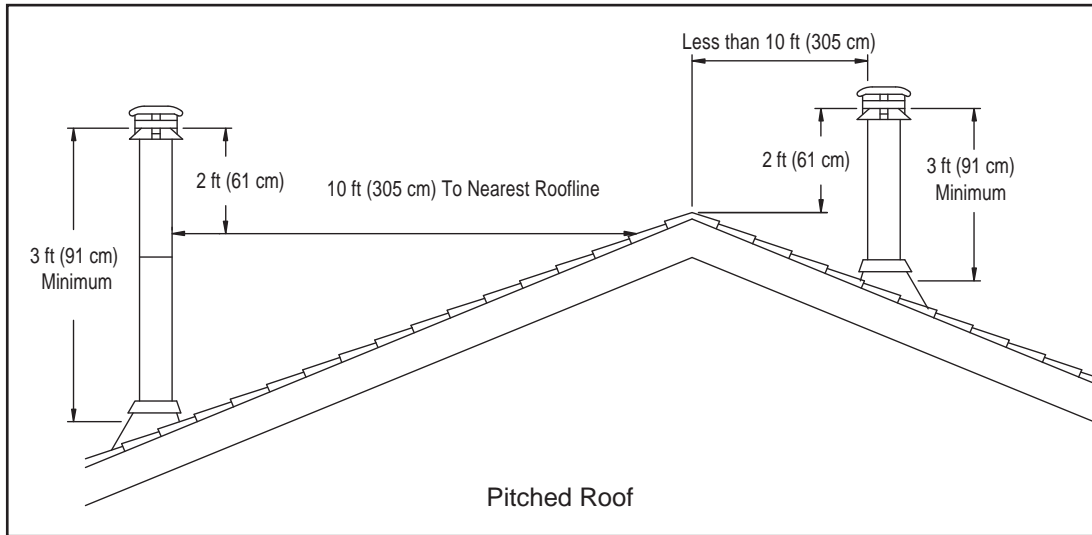 Less than 10 ft (305 cm)
2 ft (61 cm)
10 ft (305 cm) To Nearest Roofline
3 ft (91 cm)
Minimum
2 ft (61 cm)
3 ft (91 cm)
Minimum
Pitched Roof